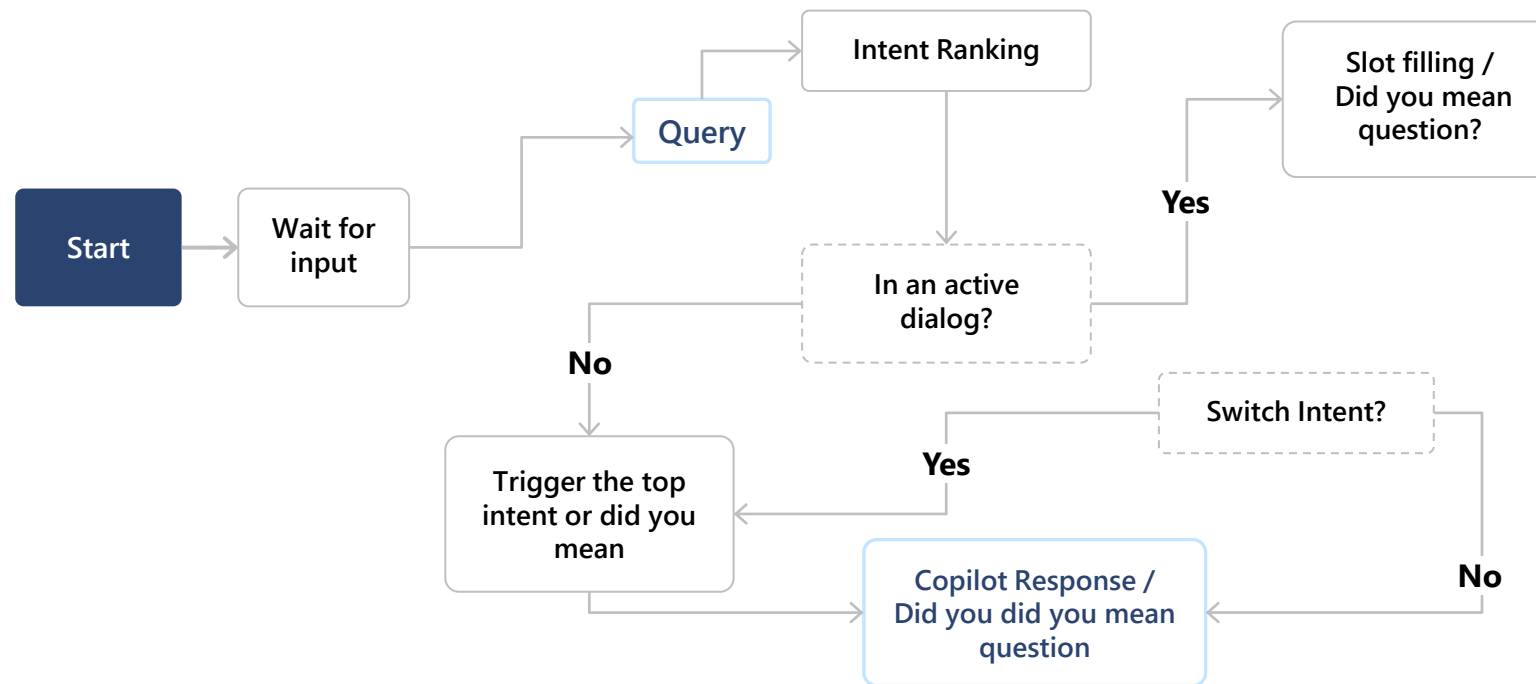 Intent Ranking
Slot filling /
Did you mean
question?
Query
Yes
Start
Wait for
input
In an active
dialog?
No
Switch Intent?
Yes
Trigger the top
intent or did you
mean
No
Copilot Response /
Did you did you mean
question